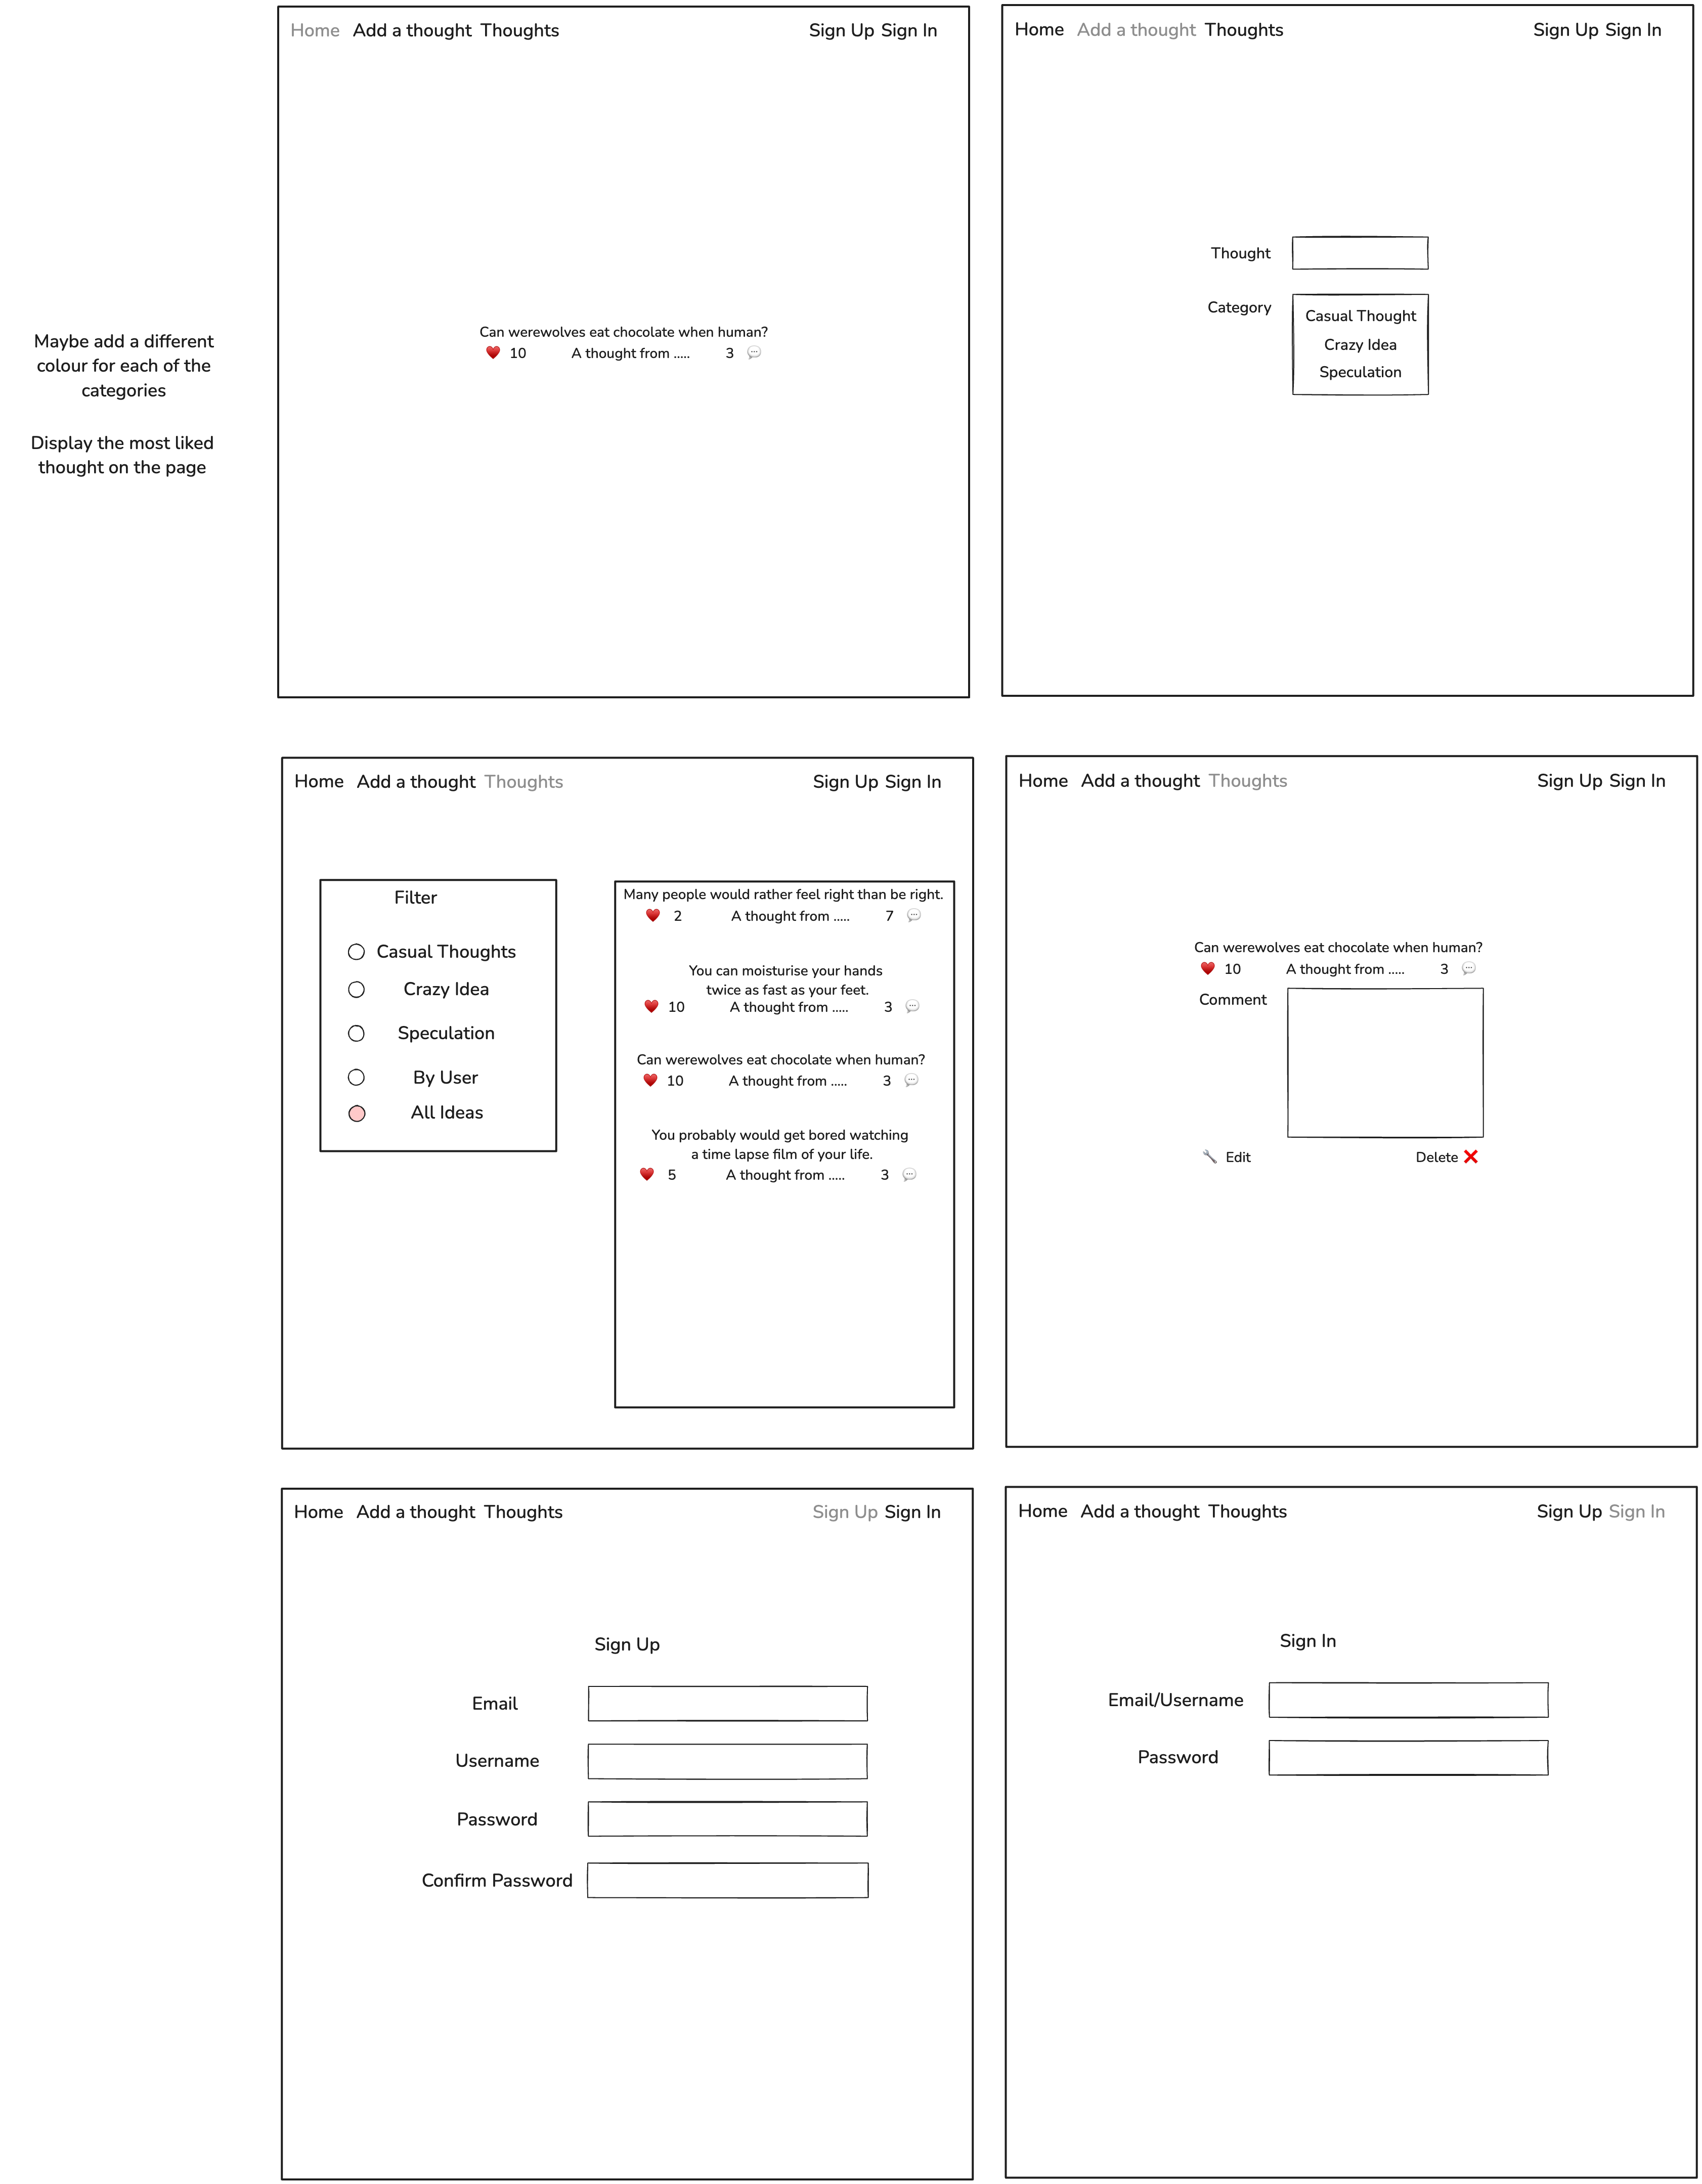 Maybe add a different
colour for each of the
categories
Display the most liked
thought on the page
Home Add a thought Thoughts Sign Up Sign In
Can werewolves eat chocolate when human?
10 A thought from ..... 3
Home Add a thought Thoughts Sign Up Sign In
Thought
Category
Casual Thought
Crazy Idea
Speculation
Home Add a thought Thoughts Sign Up Sign In
Filter
Casual Thoughts
Crazy Idea
Speculation
By User
All Ideas
Many people would rather feel right than be right.
2 A thought from ..... 7
You can moisturise your hands
twice as fast as your feet.
10 A thought from ..... 3
Can werewolves eat chocolate when human?
10 A thought from ..... 3
You probably would get bored watching
a time lapse film of your life.
5 A thought from ..... 3
Home Add a thought Thoughts Sign Up Sign In
Can werewolves eat chocolate when human?
10 A thought from ..... 3
Comment
Edit Delete
Home Add a thought Thoughts Sign Up Sign In
Sign Up
Email
Username
Password
Confirm Password
Home Add a thought Thoughts Sign Up Sign In
Sign In
Email/Username
Password